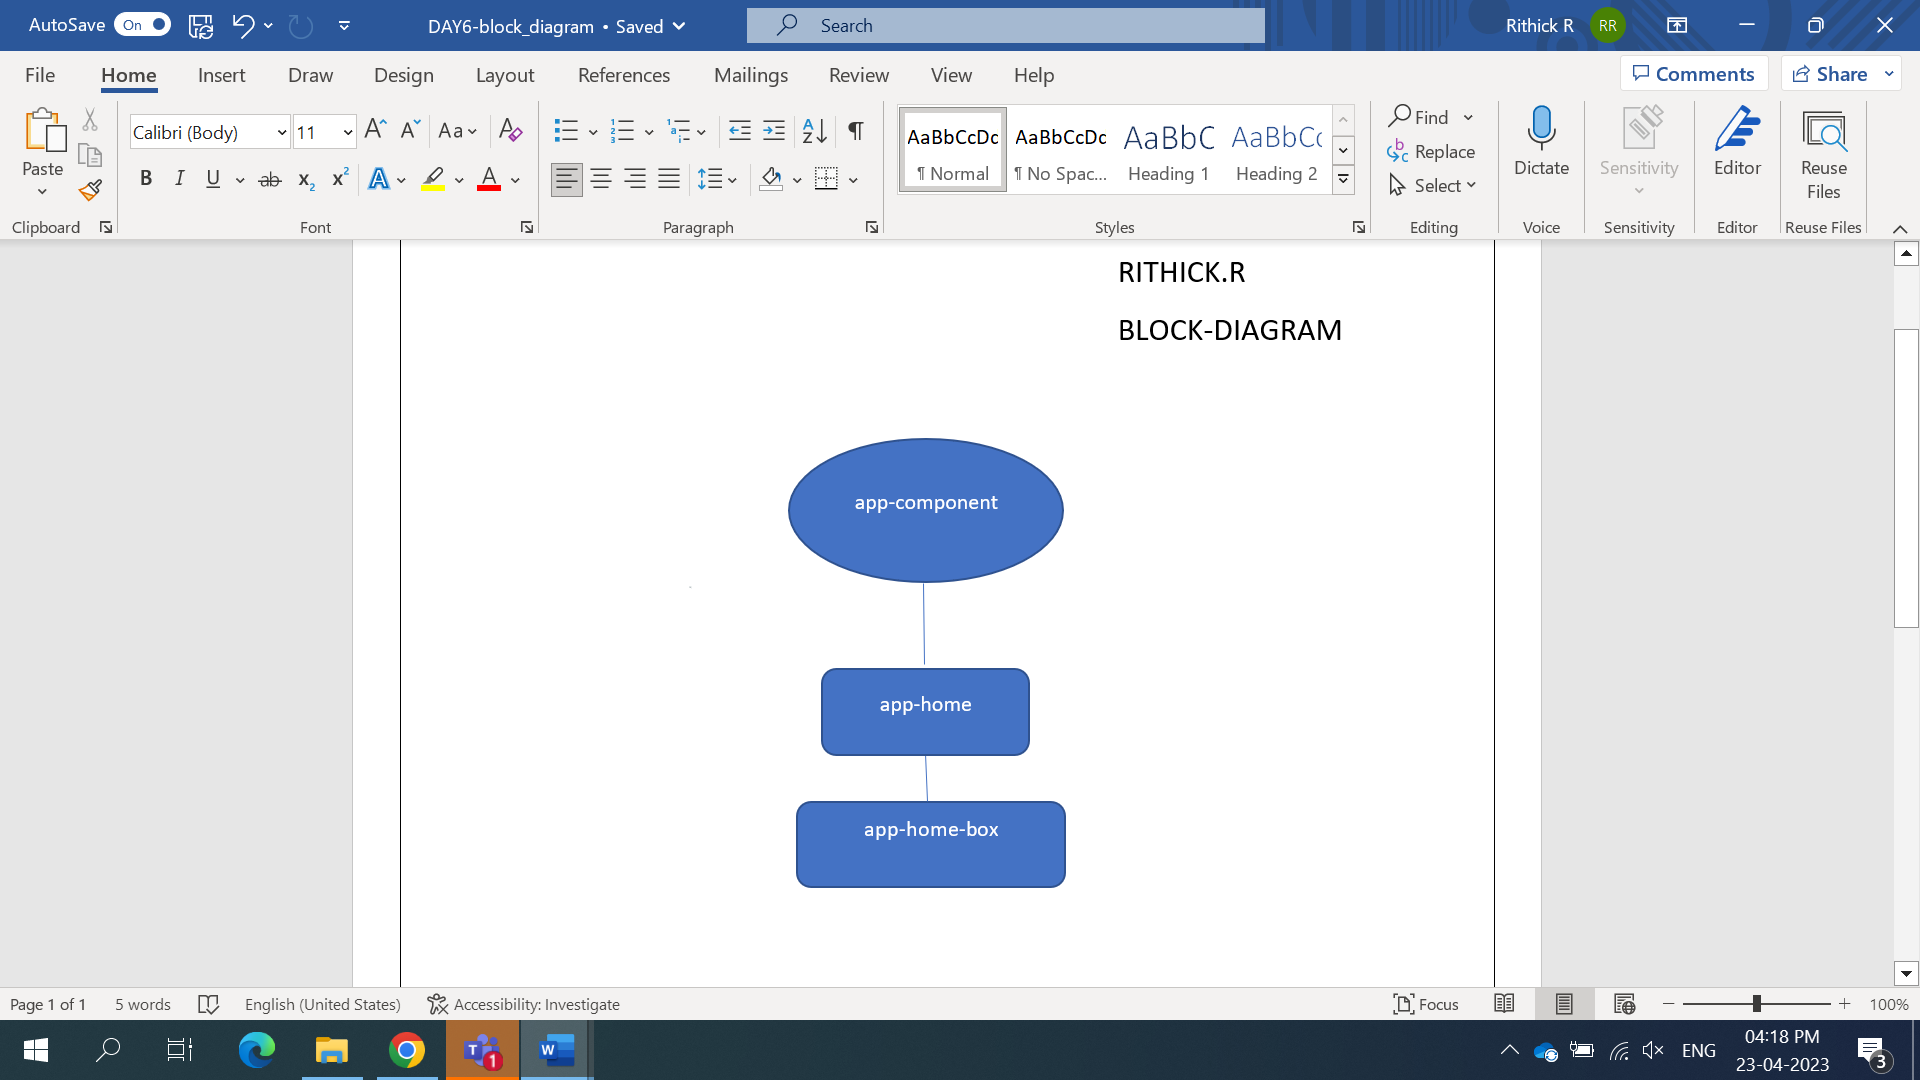 AutoSave On
DAY6-block_diagram • Saved
Search
Rithick R RR
File Home Insert Draw Design Layout References Mailings Review View Help
Comments Share
Paste
Clipboard
Calibri (Body) 11
Font
Paragraph
AaBbCcDc AaBbCcDc AaBbC AaBbCc
¶ Normal ¶ No Spac... Heading 1 Heading 2
Styles
Find
Replace
Select
Editing
Dictate
Voice
Sensitivity
Sensitivity
Editor
Editor
Reuse
Files
Reuse Files
RITHICK.R
BLOCK-DIAGRAM
app-component
app-home
app-home-box
Page 1 of 1 5 words English (United States) Accessibility: Investigate Focus 100%
1
ENG
04:18 PM
23-04-2023
3